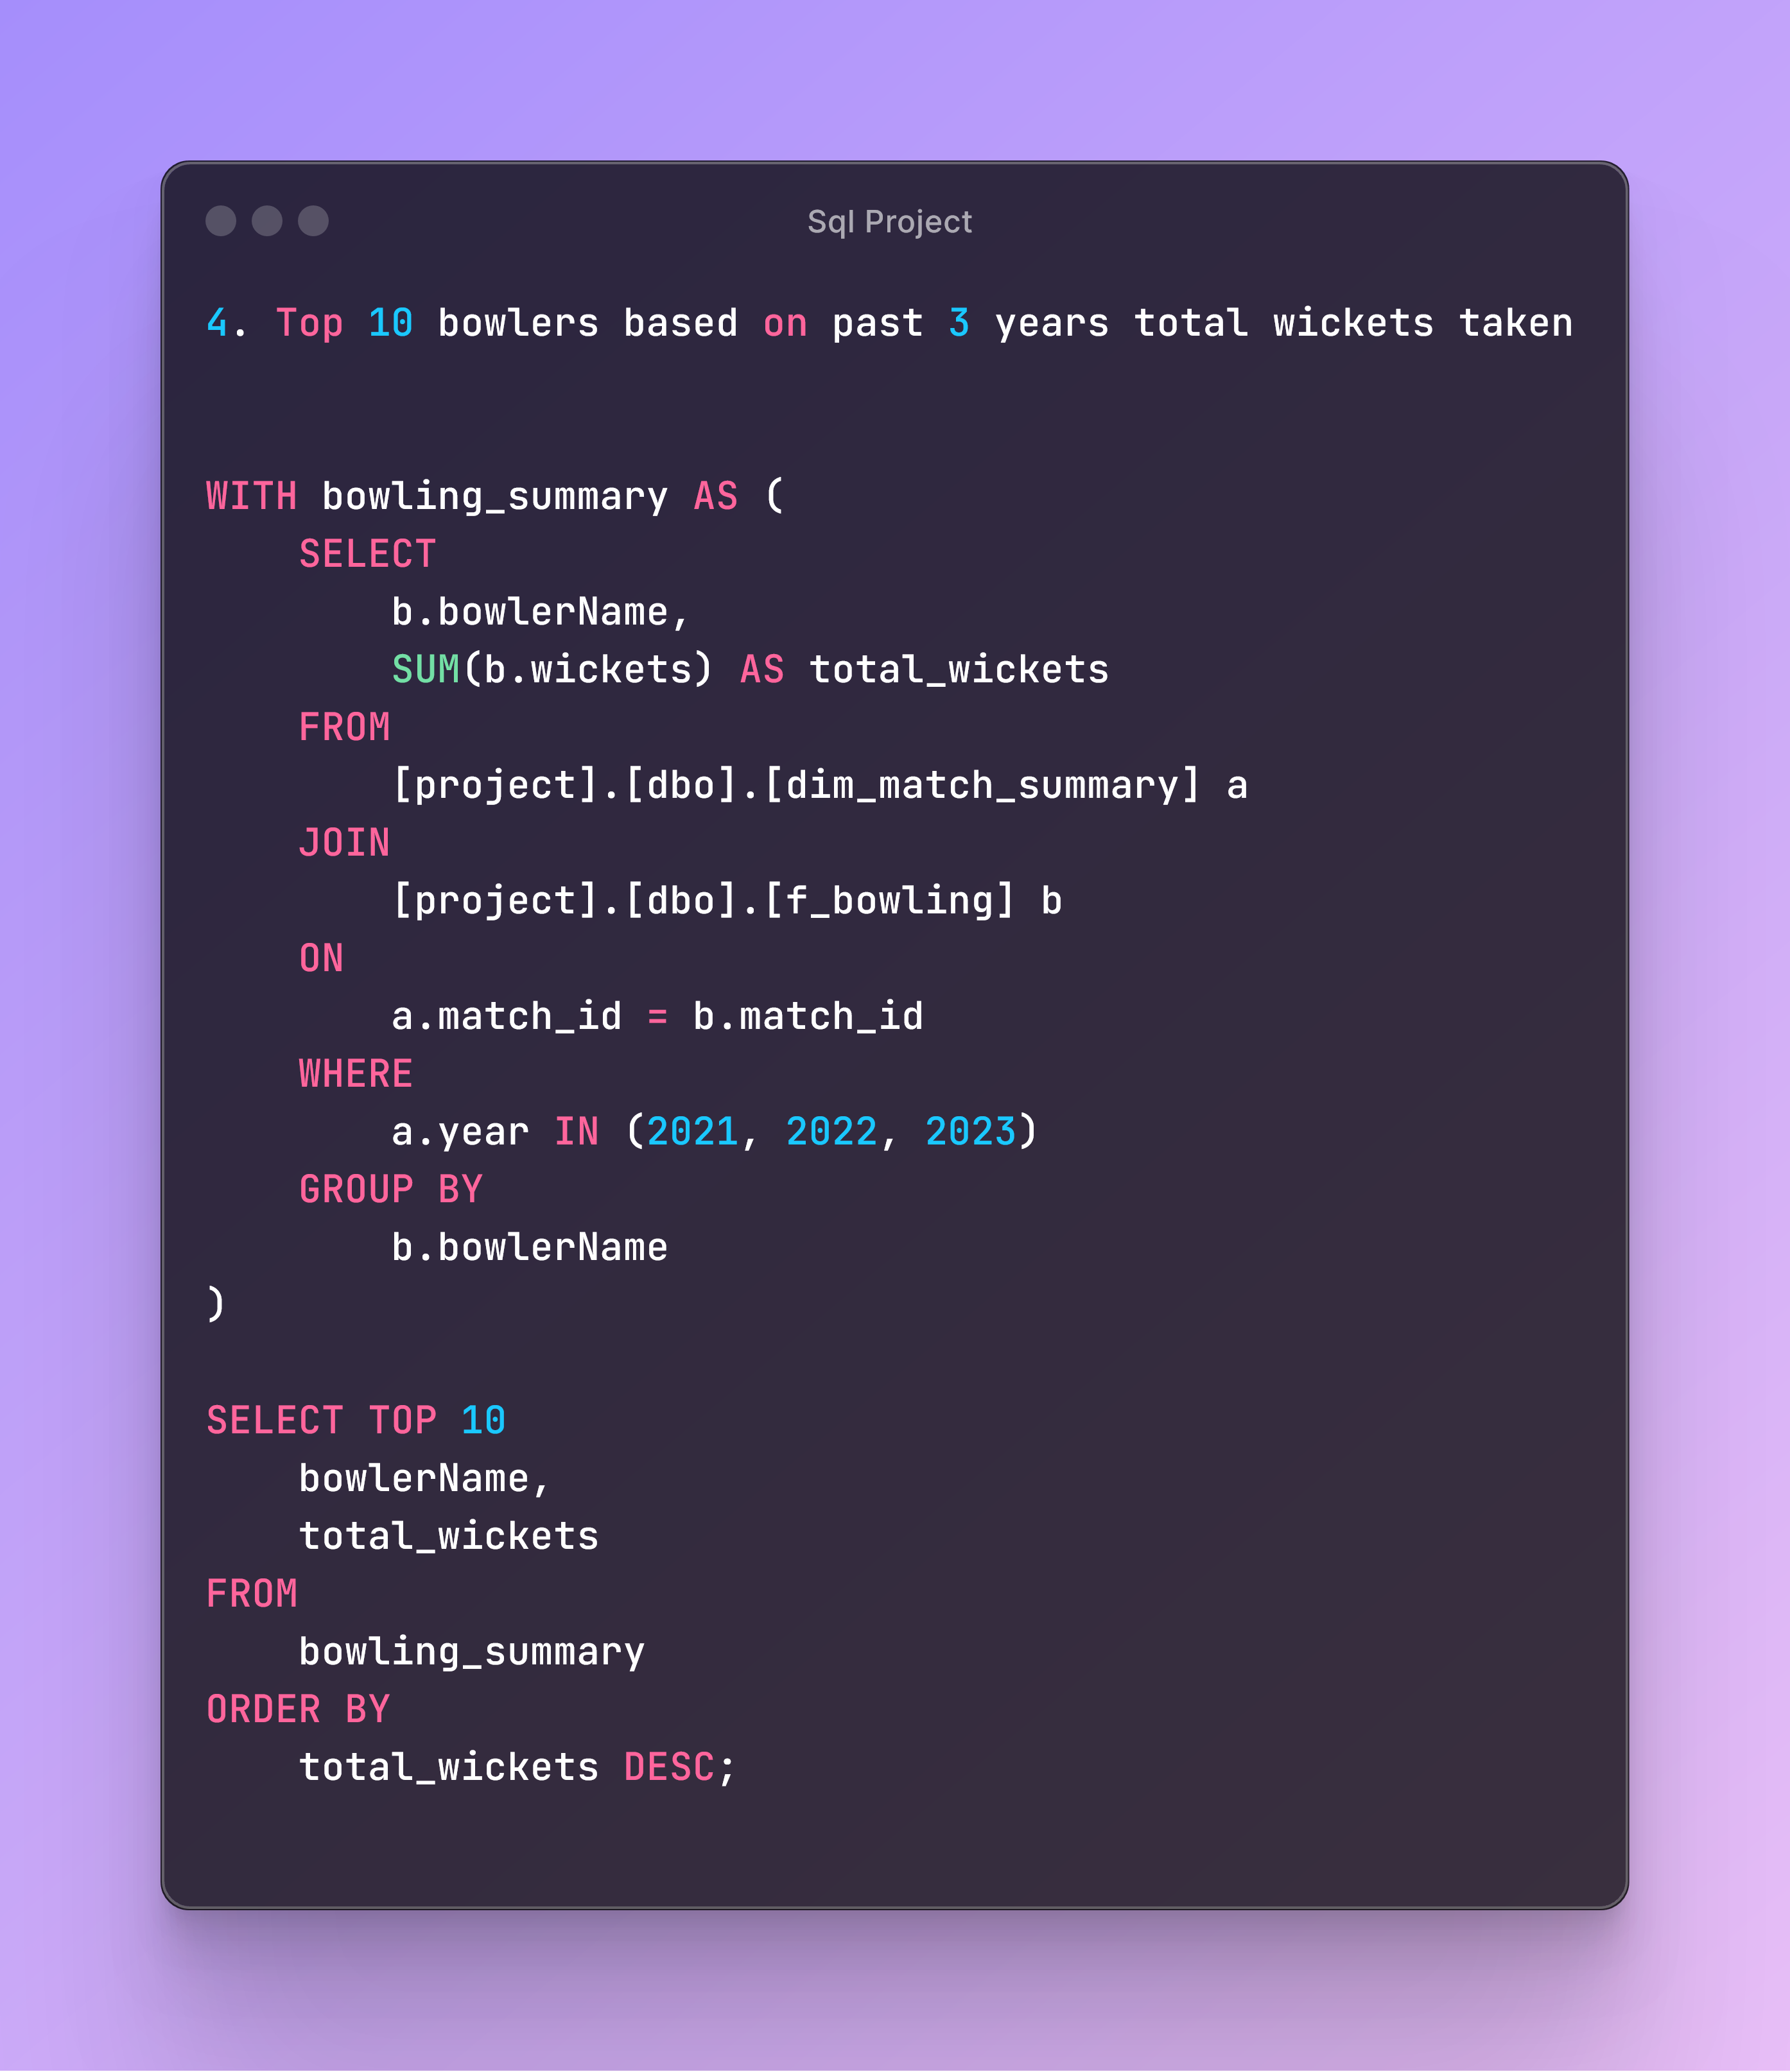 Sql Project
4. Top 10 bowlers based on past 3 years total wickets taken
WITH bowling_summary AS (
    SELECT
        b.bowlerName,
        SUM(b.wickets) AS total_wickets
    FROM
        [project].[dbo].[dim_match_summary] a
    JOIN
        [project].[dbo].[f_bowling] b
    ON
        a.match_id = b.match_id
    WHERE
        a.year IN (2021, 2022, 2023)
    GROUP BY
        b.bowlerName
)
SELECT TOP 10
    bowlerName,
    total_wickets
FROM
    bowling_summary
ORDER BY
    total_wickets DESC;